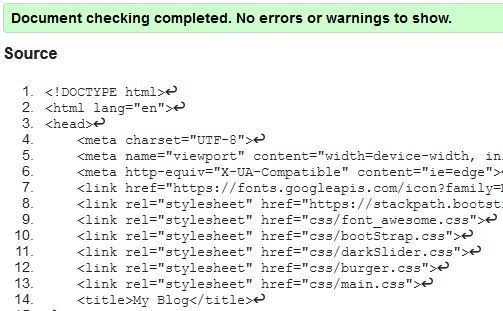 Document checking completed. No errors or warnings to show.
Source
1. <!DOCTYPE html>↩
2. <html lang="en">↩
3. <head>↩
4. <meta charset="UTF-8">↩
5. <meta name="viewport" content="width=device-width, in
6. <meta http-equiv="X-UA-Compatible" content="ie=edge">
7. <link href="https://fonts.googleapis.com/icon?family=
8. <link rel="stylesheet" href="https://stackpath.bootst
9. <link rel="stylesheet" href="css/font_awesome.css">↩
10. <link rel="stylesheet" href="css/bootStrap.css">↩
11. <link rel="stylesheet" href="css/darkSlider.css">↩
12. <link rel="stylesheet" href="css/burger.css">↩
13. <link rel="stylesheet" href="css/main.css">↩
14. <title>My Blog</title>↩